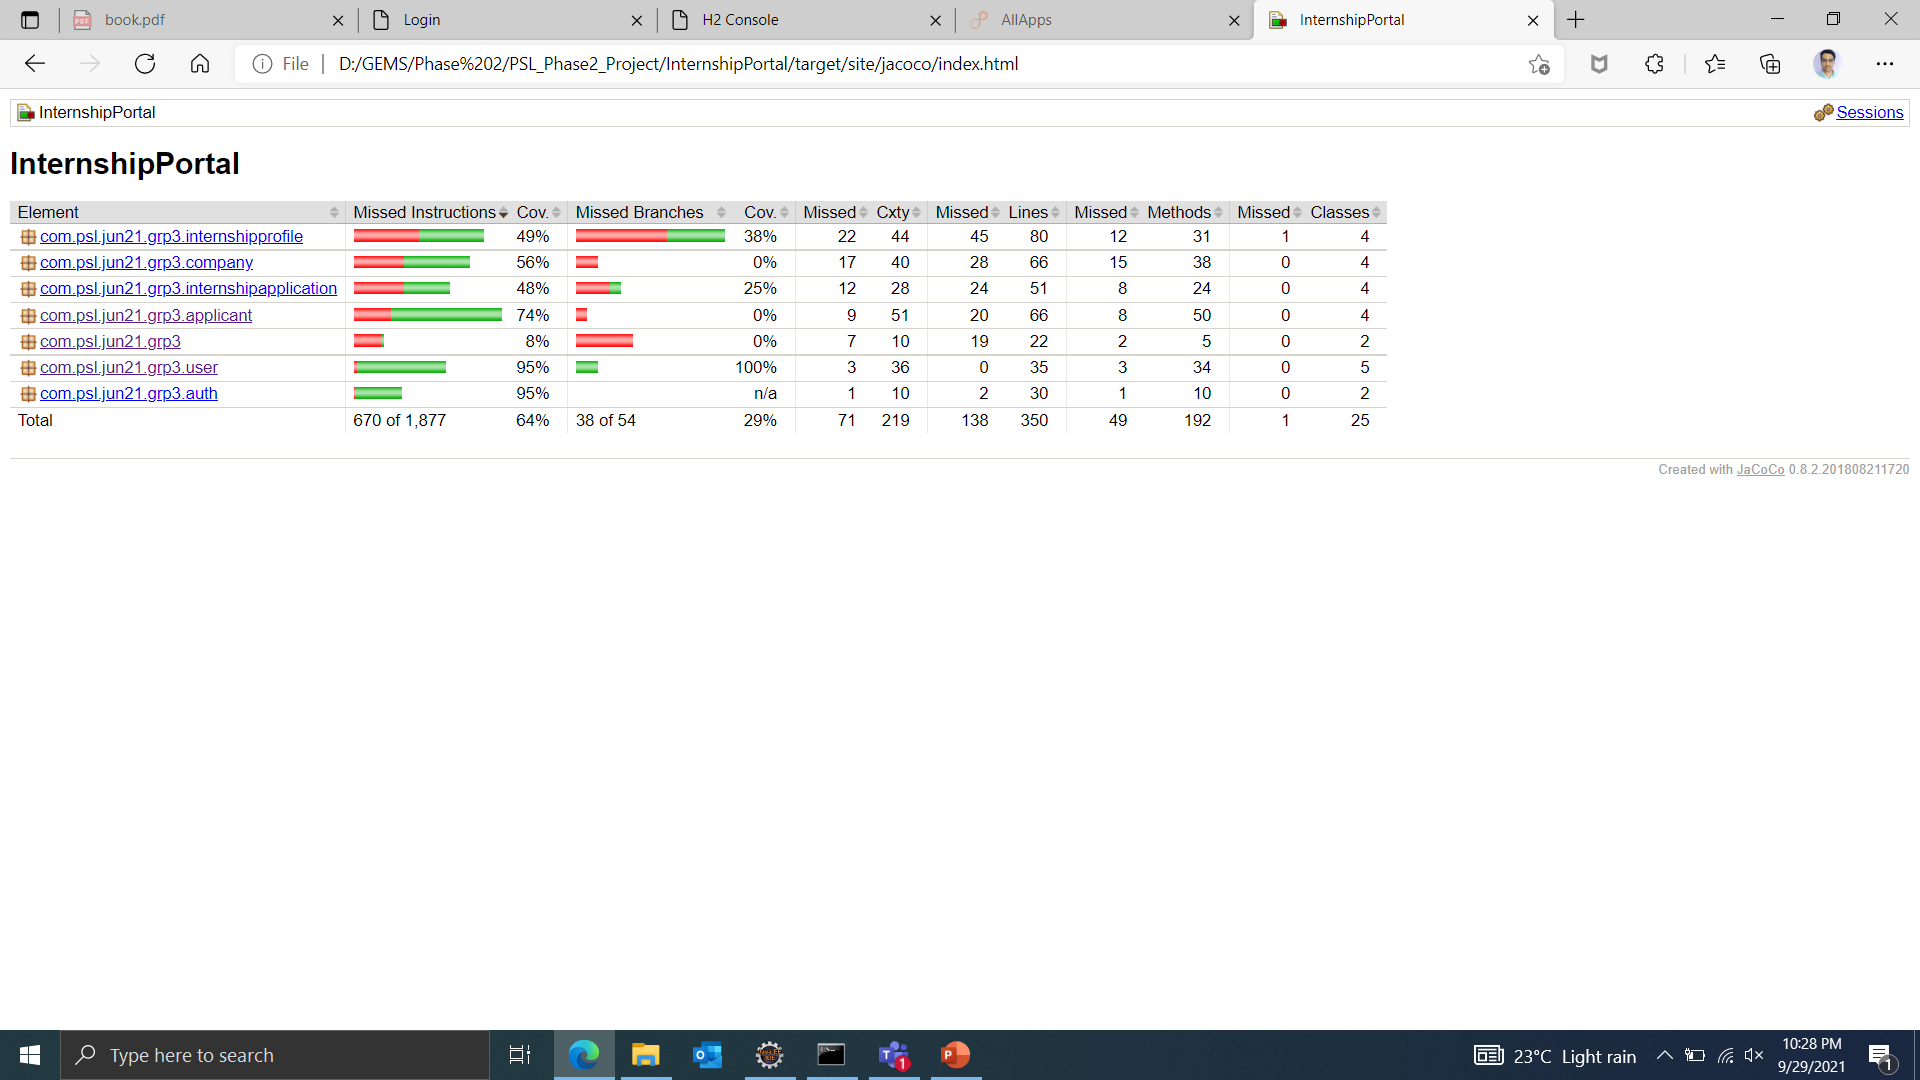 book.pdf Login H2 Console AllApps InternshipPortal
File D:/GEMS/Phase%202/PSL_Phase2_Project/InternshipPortal/target/site/jacoco/index.html
InternshipPortal Sessions
InternshipPortal
Element Missed Instructions Cov. Missed Branches Cov. Missed Cxty Missed Lines Missed Methods Missed Classes
com.psl.jun21.grp3.internshipprofile 49% 38% 22 44 45 80 12 31 1 4
com.psl.jun21.grp3.company 56% 0% 17 40 28 66 15 38 0 4
com.psl.jun21.grp3.internshipapplication 48% 25% 12 28 24 51 8 24 0 4
com.psl.jun21.grp3.applicant 74% 0% 9 51 20 66 8 50 0 4
com.psl.jun21.grp3 8% 0% 7 10 19 22 2 5 0 2
com.psl.jun21.grp3.user 95% 100% 3 36 0 35 3 34 0 5
com.psl.jun21.grp3.auth 95% n/a 1 10 2 30 1 10 0 2
Total 670 of 1,877 64% 38 of 54 29% 71 219 138 350 49 192 1 25
Created with JaCoCo 0.8.2.201808211720
Type here to search 23°C Light rain 10:28 PM
9/29/2021